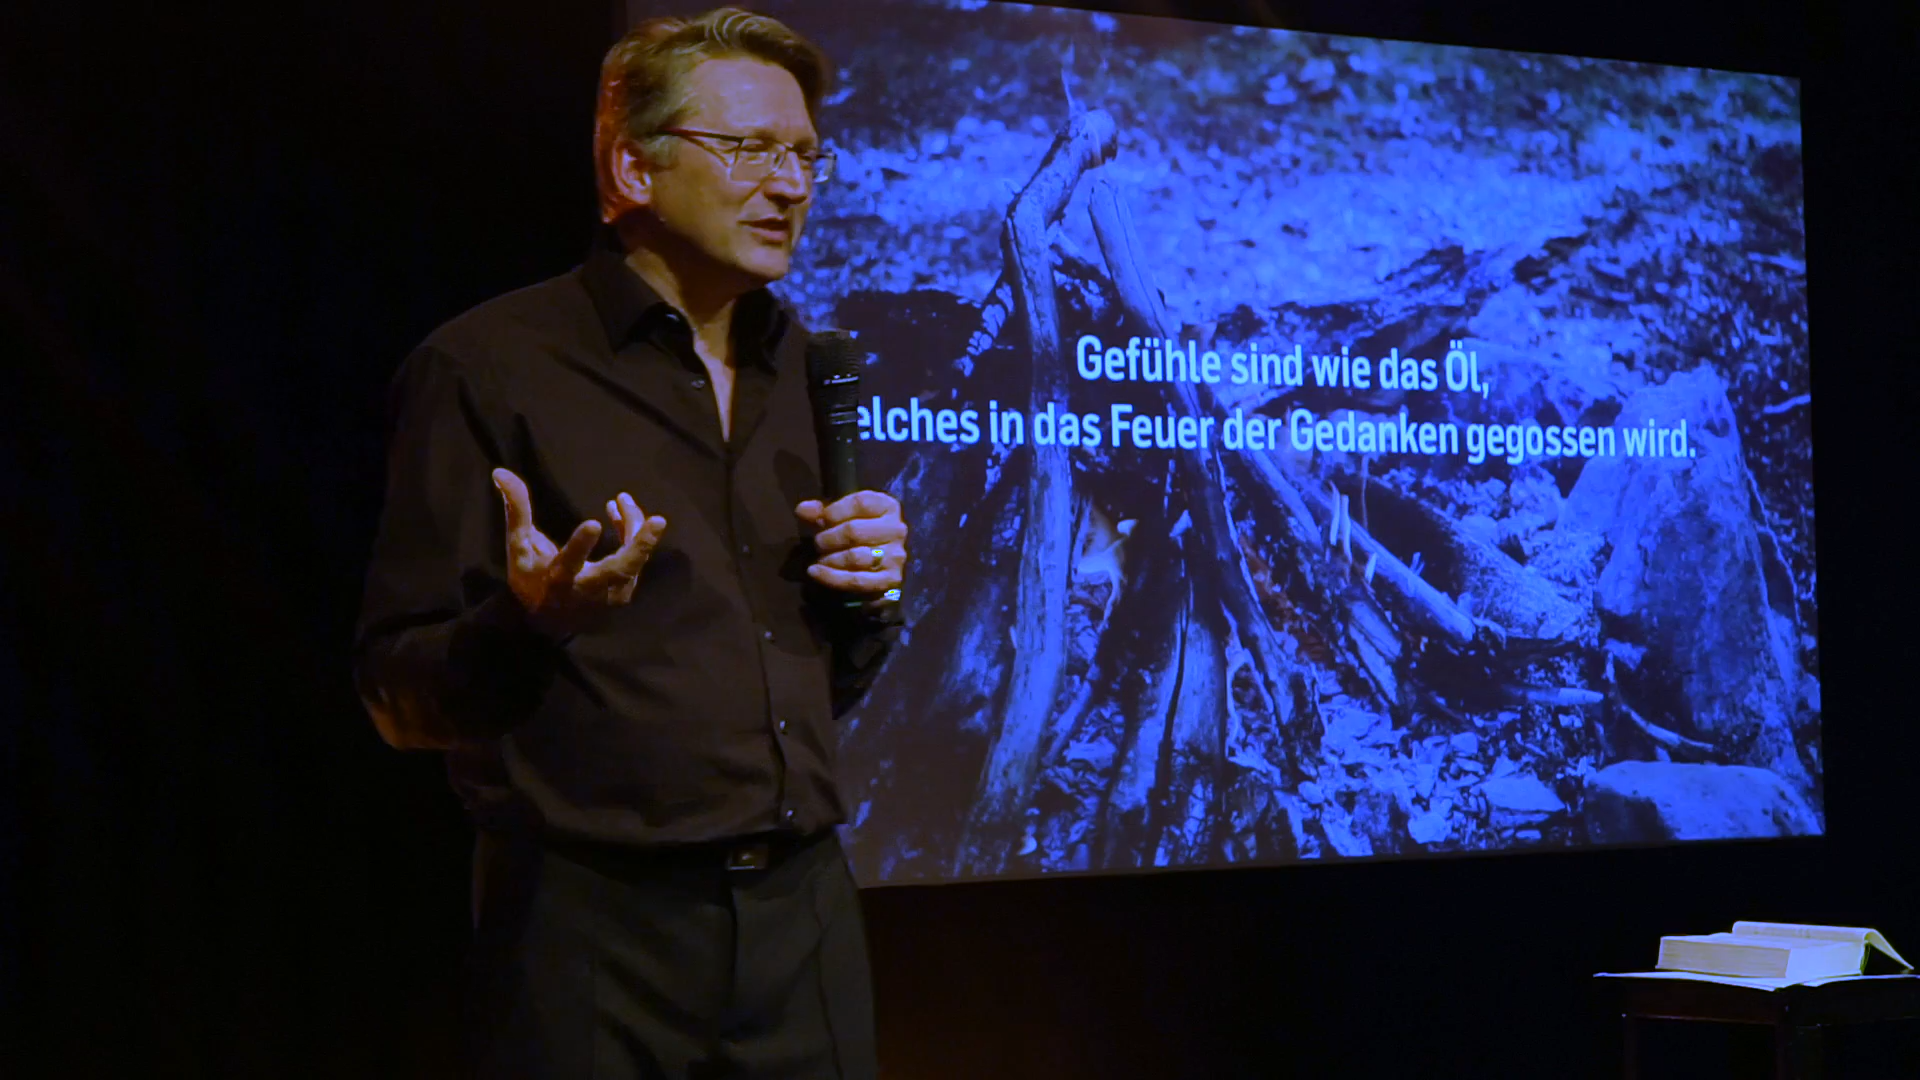 Gefühle sind wie das Öl,
elches in das Feuer der Gedanken gegossen wird.